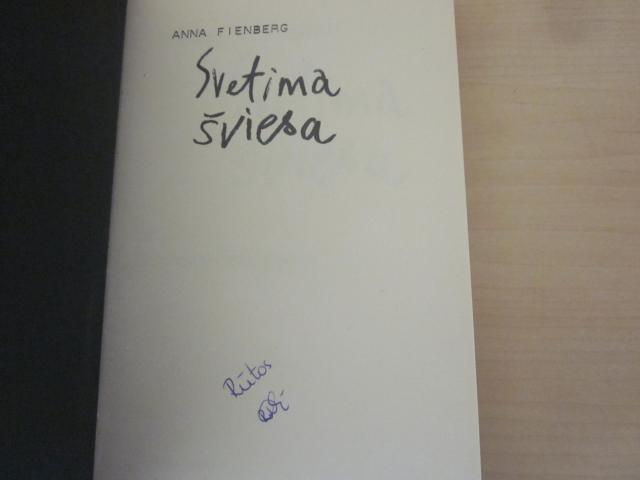 ANNA FIENBERG
Svetima
šviesa
Rūtos